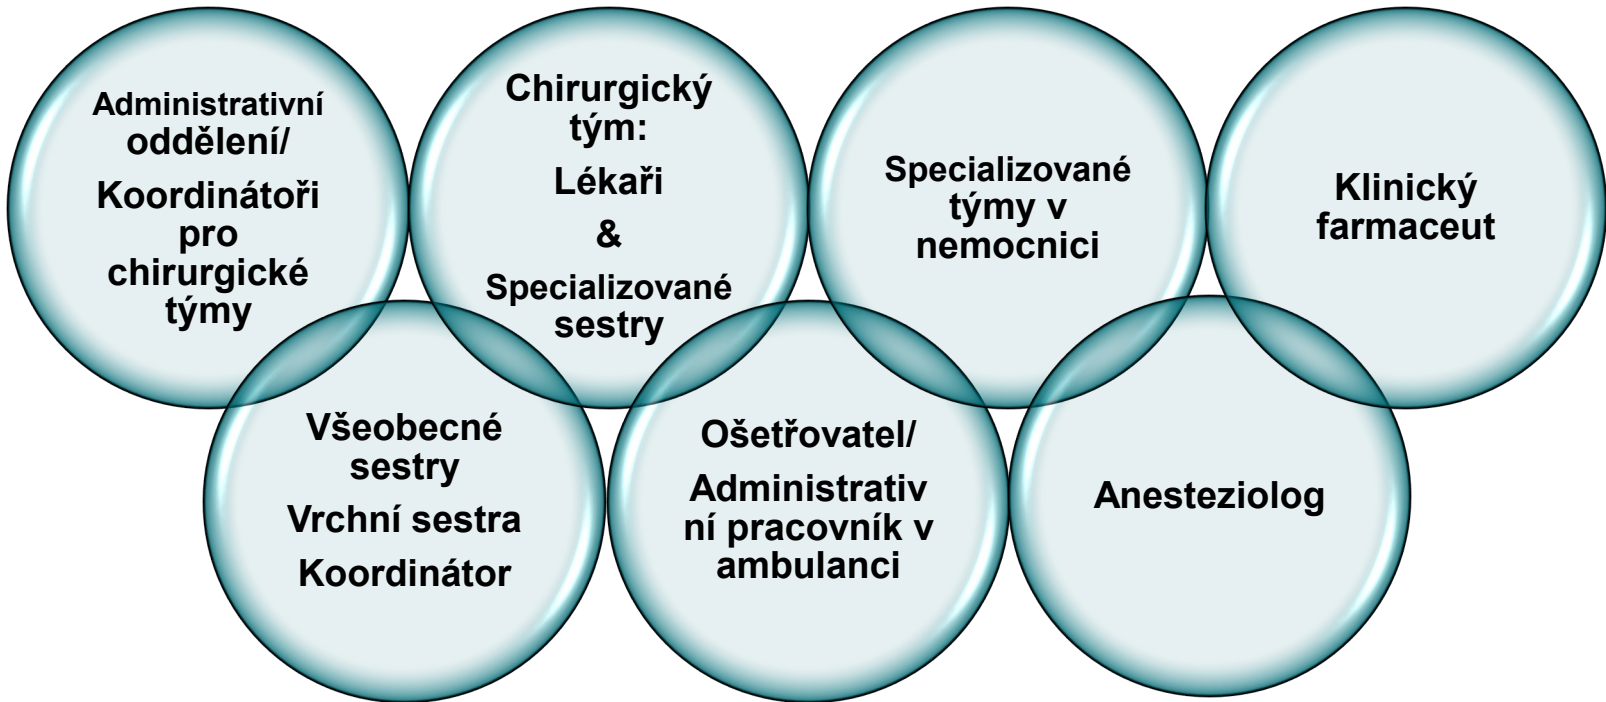 Administrativní
oddělení/
Koordinátoři
pro
chirurgické
týmy
Chirurgický
tým:
Lékaři
&
Specializované
sestry
Specializované
týmy v
nemocnici
Klinický
farmaceut
Všeobecné
sestry
Vrchní sestra
Koordinátor
Ošetřovatel/
Administrativ
ní pracovník v
ambulanci
Anesteziolog